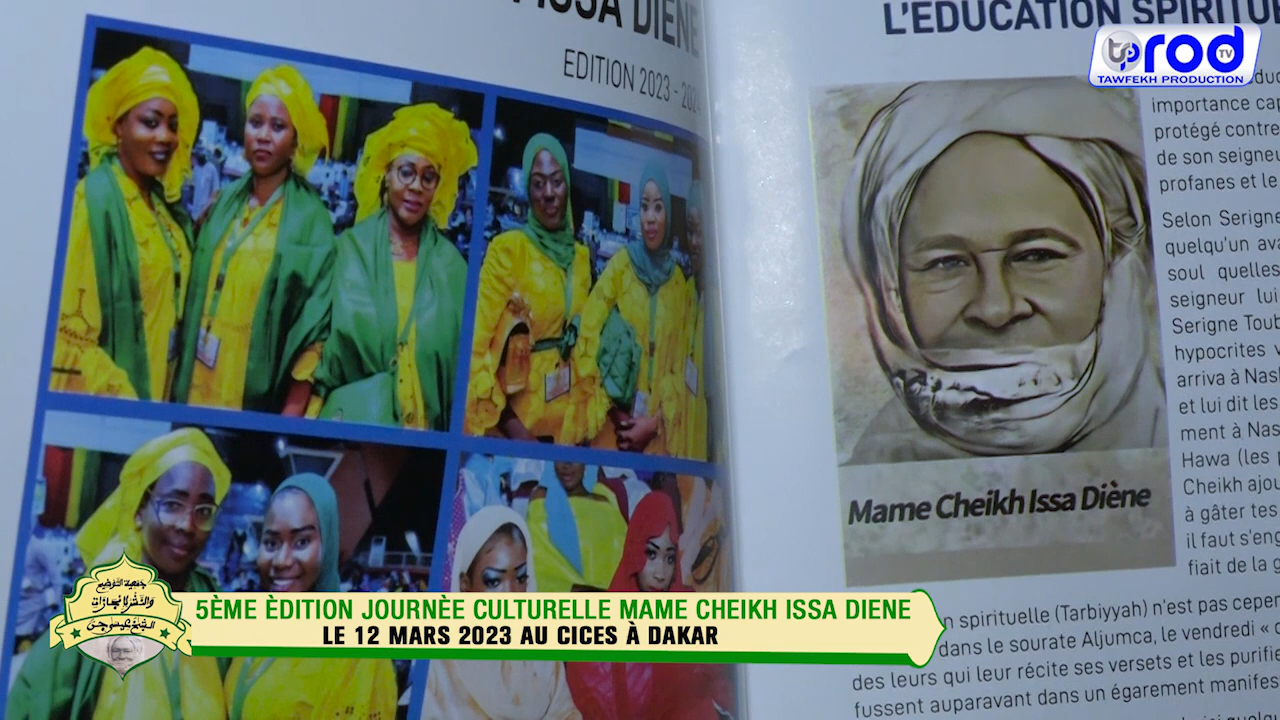 ISSA DIÈNE
EDITION 2023 - 202
L'EDUCATION SPIRITUE
Prod TV
TAWFEKH PRODUCTION
importance ca
protégé contre
de son seigneu
profanes et le
Selon Serigne
quelqu'un ava
soul quelles
seigneur lui
Serigne Toub
hypocrites v
arriva à Nas
et lui dit les
ment à Nas
Hawa (les p
Cheikh ajou
à gâter tes
il faut s'eng
fiait de la g
Mame Cheikh Issa Diène
n spirituelle (Tarbiyyah) n'est pas cepen
dans le sourate Aljumca, le vendredi « 
des leurs qui leur récite ses versets et les purifie
fussent auparavant dans un égarement manifes
5ÈME ÈDITION JOURNÈE CULTURELLE MAME CHEIKH ISSA DIENE
LE 12 MARS 2023 AU CICES À DAKAR